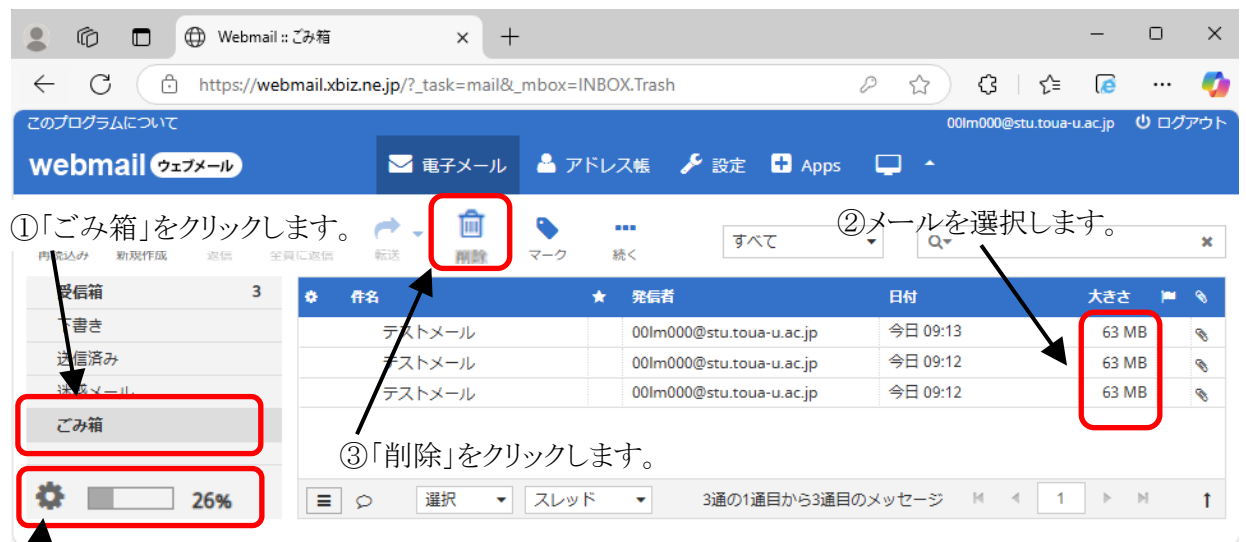 Webmail :: ごみ箱
https://webmail.xbiz.ne.jp/?_task=mail&_mbox=INBOX.Trash
このプログラムについて
00lm000@stu.toua-u.ac.jp ログアウト
webmail ウェブメール 電子メール アドレス帳 設定 Apps
①「ごみ箱」をクリックします。
②メールを選択します。
すべて
再読込み 新規作成 返信 全員に返信 転送 削除 マーク 続く
受信箱 3
件名 発信者 日付 大きさ
下書き
テストメール 00lm000@stu.toua-u.ac.jp 今日 09:13 63 MB
送信済み
テストメール 00lm000@stu.toua-u.ac.jp 今日 09:12 63 MB
迷惑メール
テストメール 00lm000@stu.toua-u.ac.jp 今日 09:12 63 MB
ごみ箱
③「削除」をクリックします。
26%
選択 スレッド 3通の1通目から3通目のメッセージ 1